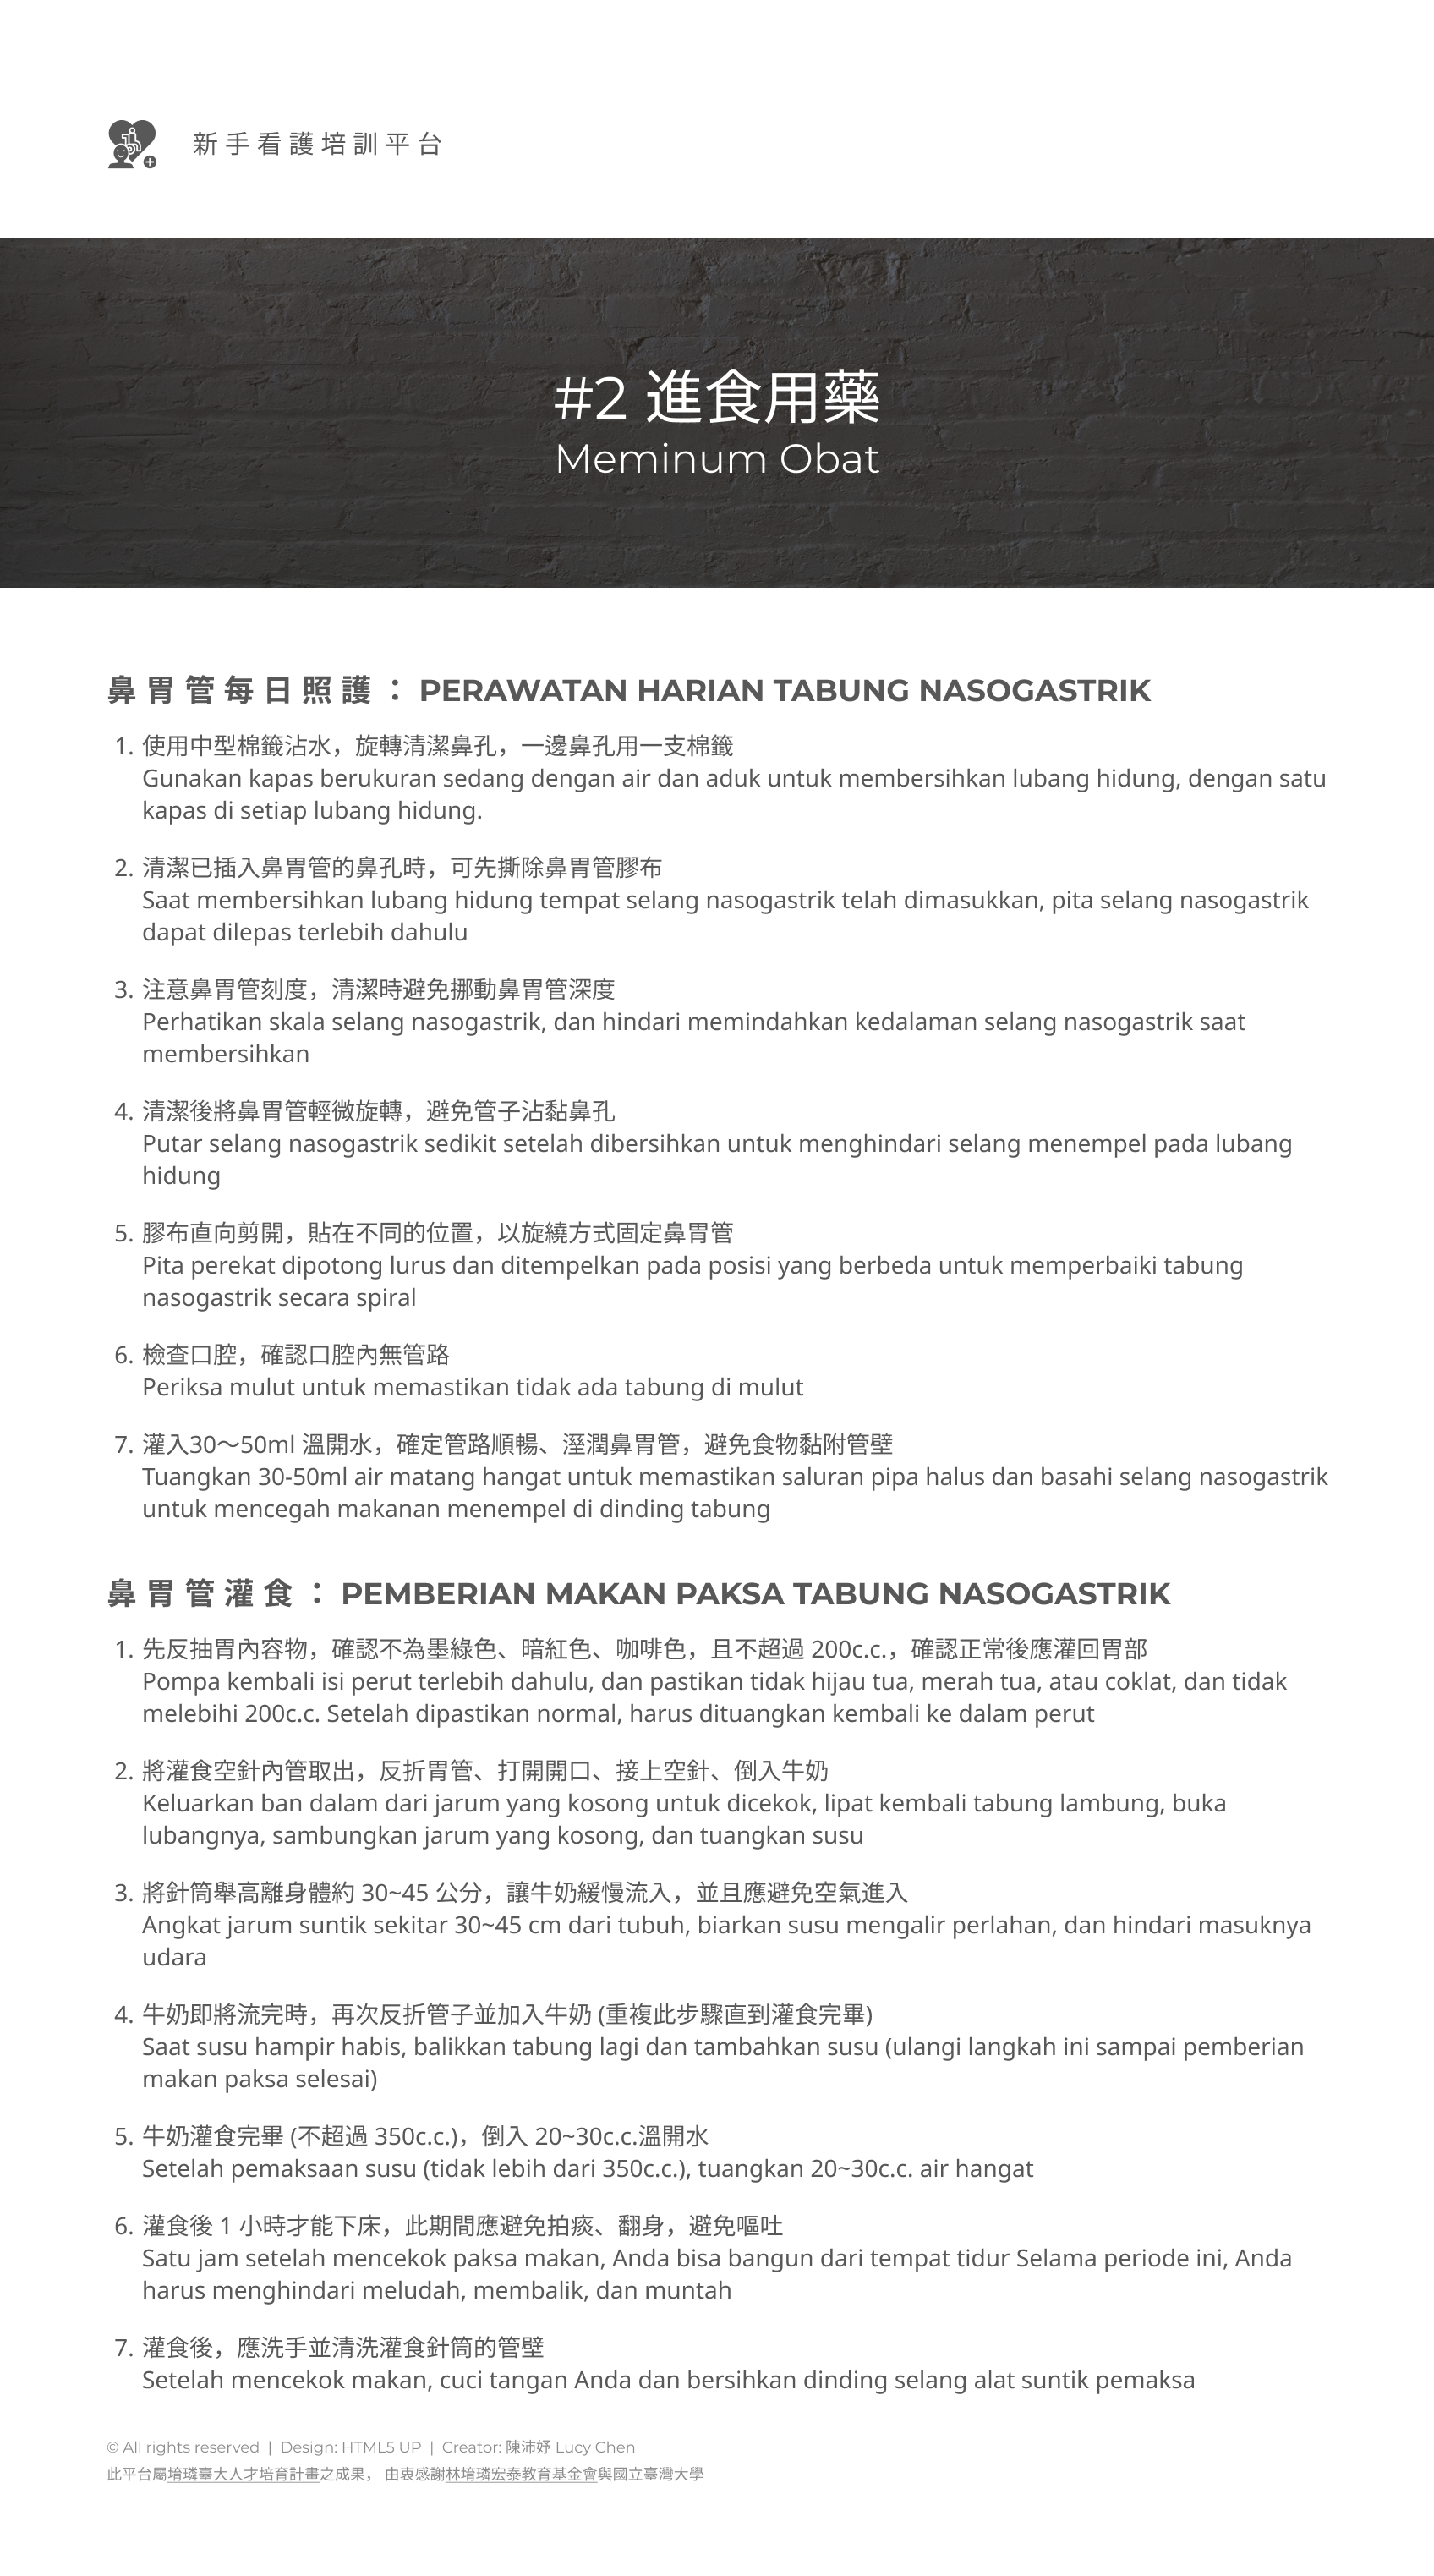 新手看護培訓平台
#2 進食用藥
Meminum Obat
鼻胃管每日照護：PERAWATAN HARIAN TABUNG NASOGASTRIK
1. 使用中型棉籤沾水，旋轉清潔鼻孔，一邊鼻孔用一支棉籤
Gunakan kapas berukuran sedang dengan air dan aduk untuk membersihkan lubang hidung, dengan satu
kapas di setiap lubang hidung.
2. 清潔已插入鼻胃管的鼻孔時，可先撕除鼻胃管膠布
Saat membersihkan lubang hidung tempat selang nasogastrik telah dimasukkan, pita selang nasogastrik
dapat dilepas terlebih dahulu
3. 注意鼻胃管刻度，清潔時避免挪動鼻胃管深度
Perhatikan skala selang nasogastrik, dan hindari memindahkan kedalaman selang nasogastrik saat
membersihkan
4. 清潔後將鼻胃管輕微旋轉，避免管子沾黏鼻孔
Putar selang nasogastrik sedikit setelah dibersihkan untuk menghindari selang menempel pada lubang
hidung
5. 膠布直向剪開，貼在不同的位置，以旋繞方式固定鼻胃管
Pita perekat dipotong lurus dan ditempelkan pada posisi yang berbeda untuk memperbaiki tabung
nasogastrik secara spiral
6. 檢查口腔，確認口腔內無管路
Periksa mulut untuk memastikan tidak ada tabung di mulut
7. 灌入30～50ml 溫開水，確定管路順暢、溼潤鼻胃管，避免食物黏附管壁
Tuangkan 30-50ml air matang hangat untuk memastikan saluran pipa halus dan basahi selang nasogastrik
untuk mencegah makanan menempel di dinding tabung
鼻胃管灌食：PEMBERIAN MAKAN PAKSA TABUNG NASOGASTRIK
1. 先反抽胃內容物，確認不為墨綠色、暗紅色、咖啡色，且不超過 200c.c.，確認正常後應灌回胃部
Pompa kembali isi perut terlebih dahulu, dan pastikan tidak hijau tua, merah tua, atau coklat, dan tidak
melebihi 200c.c. Setelah dipastikan normal, harus dituangkan kembali ke dalam perut
2. 將灌食空針內管取出，反折胃管、打開開口、接上空針、倒入牛奶
Keluarkan ban dalam dari jarum yang kosong untuk dicekok, lipat kembali tabung lambung, buka
lubangnya, sambungkan jarum yang kosong, dan tuangkan susu
3. 將針筒舉高離身體約 30~45 公分，讓牛奶緩慢流入，並且應避免空氣進入
Angkat jarum suntik sekitar 30~45 cm dari tubuh, biarkan susu mengalir perlahan, dan hindari masuknya
udara
4. 牛奶即將流完時，再次反折管子並加入牛奶 (重複此步驟直到灌食完畢)
Saat susu hampir habis, balikkan tabung lagi dan tambahkan susu (ulangi langkah ini sampai pemberian
makan paksa selesai)
5. 牛奶灌食完畢 (不超過 350c.c.)，倒入 20~30c.c.溫開水
Setelah pemaksaan susu (tidak lebih dari 350c.c.), tuangkan 20~30c.c. air hangat
6. 灌食後 1 小時才能下床，此期間應避免拍痰、翻身，避免嘔吐
Satu jam setelah mencekok paksa makan, Anda bisa bangun dari tempat tidur Selama periode ini, Anda
harus menghindari meludah, membalik, dan muntah
7. 灌食後，應洗手並清洗灌食針筒的管壁
Setelah mencekok makan, cuci tangan Anda dan bersihkan dinding selang alat suntik pemaksa
© All rights reserved | Design: HTML5 UP | Creator: 陳沛妤 Lucy Chen
此平台屬堉璘臺大人才培育計畫之成果， 由衷感謝林堉璘宏泰教育基金會與國立臺灣大學